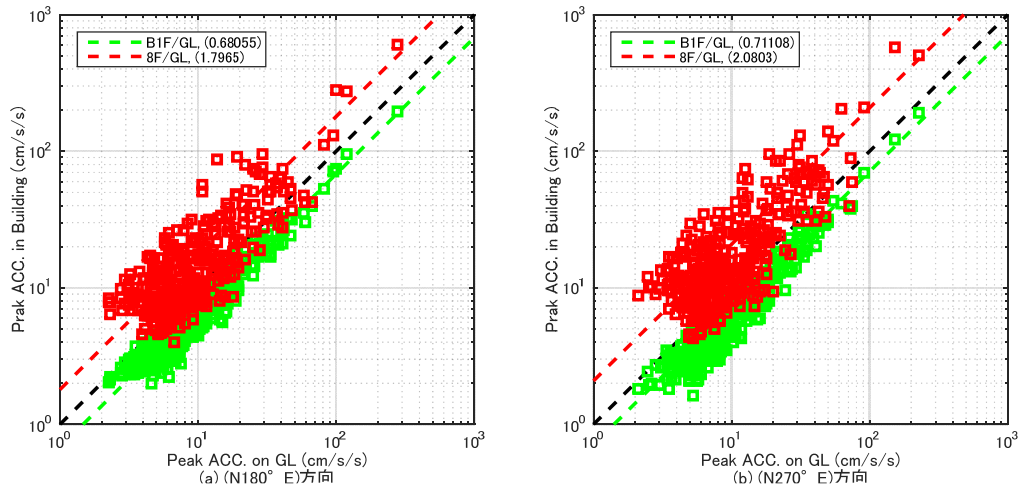 10³
10²
10¹
10⁰
Prak ACC. in Building (cm/s/s)
B1F/GL, (0.68055)
8F/GL, (1.7965)
10⁰ 10¹ 10² 10³
Peak ACC. on GL (cm/s/s)
(a) (N180° E)方向
10³
10²
10¹
10⁰
Prak ACC. in Building (cm/s/s)
B1F/GL, (0.71108)
8F/GL, (2.0803)
10⁰ 10¹ 10² 10³
Peak ACC. on GL (cm/s/s)
(b) (N270° E)方向